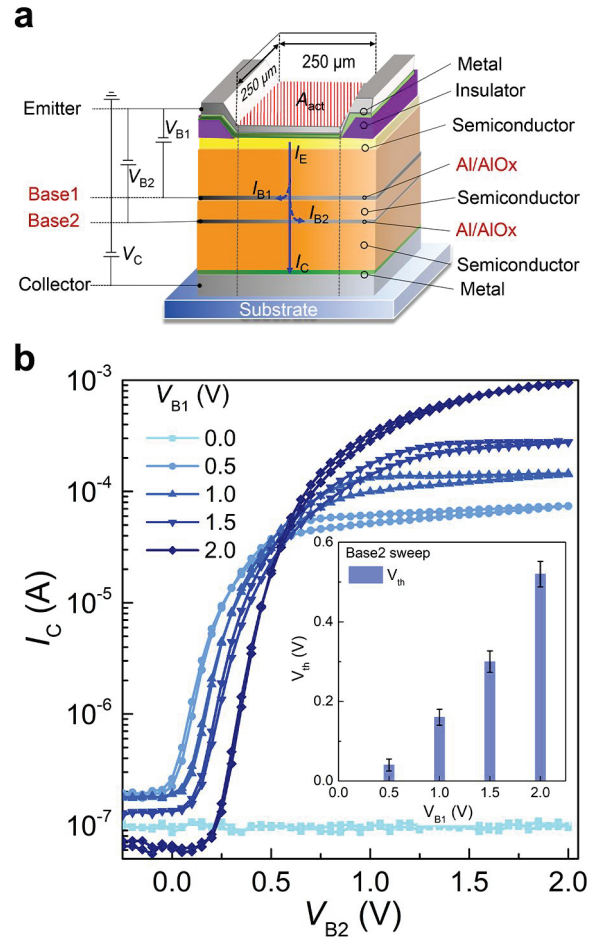 a
250 µm
250 µm
A_act
Metal
Insulator
Semiconductor
Al/AlOx
Semiconductor
Al/AlOx
Semiconductor
Metal
Emitter
V_B1
V_B2
Base1
Base2
V_C
Collector
I_E
I_B1
I_B2
I_C
Substrate
b
10^-3
10^-4
10^-5
10^-6
10^-7
I_C (A)
V_B1 (V)
0.0
0.5
1.0
1.5
2.0
Base2 sweep
V_th
0.6
0.3
0.0
V_th (V)
0.0 0.5 1.0 1.5 2.0
V_B1 (V)
0.0 0.5 1.0 1.5 2.0
V_B2 (V)